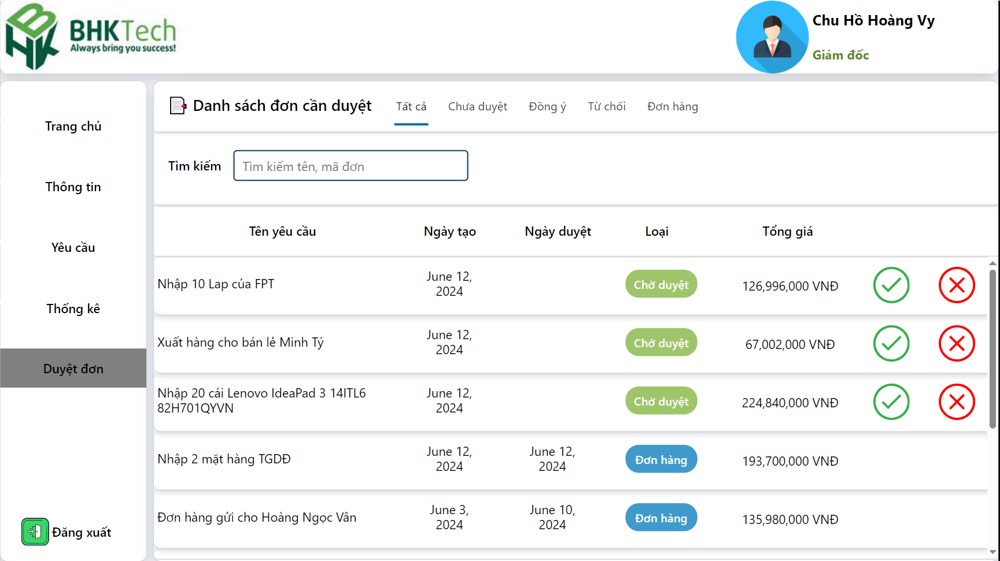 BHKTech
Always bring you success!
Chu Hồ Hoàng Vy
Giám đốc
Trang chủ
Thông tin
Yêu cầu
Thống kê
Duyệt đơn
Đăng xuất
Danh sách đơn cần duyệt
Tất cả
Chưa duyệt
Đồng ý
Từ chối
Đơn hàng
Tìm kiếm
Tìm kiếm tên, mã đơn
Tên yêu cầu
Ngày tạo
Ngày duyệt
Loại
Tổng giá
Nhập 10 Lap của FPT
June 12,
2024
Chờ duyệt
126,996,000 VNĐ
Xuất hàng cho bán lẻ Minh Tý
June 12,
2024
Chờ duyệt
67,002,000 VNĐ
Nhập 20 cái Lenovo IdeaPad 3 14ITL6
82H701QYVN
June 12,
2024
Chờ duyệt
224,840,000 VNĐ
Nhập 2 mặt hàng TGDĐ
June 12,
2024
June 12,
2024
Đơn hàng
193,700,000 VNĐ
Đơn hàng gửi cho Hoàng Ngọc Vân
June 3,
2024
June 10,
2024
Đơn hàng
135,980,000 VNĐ